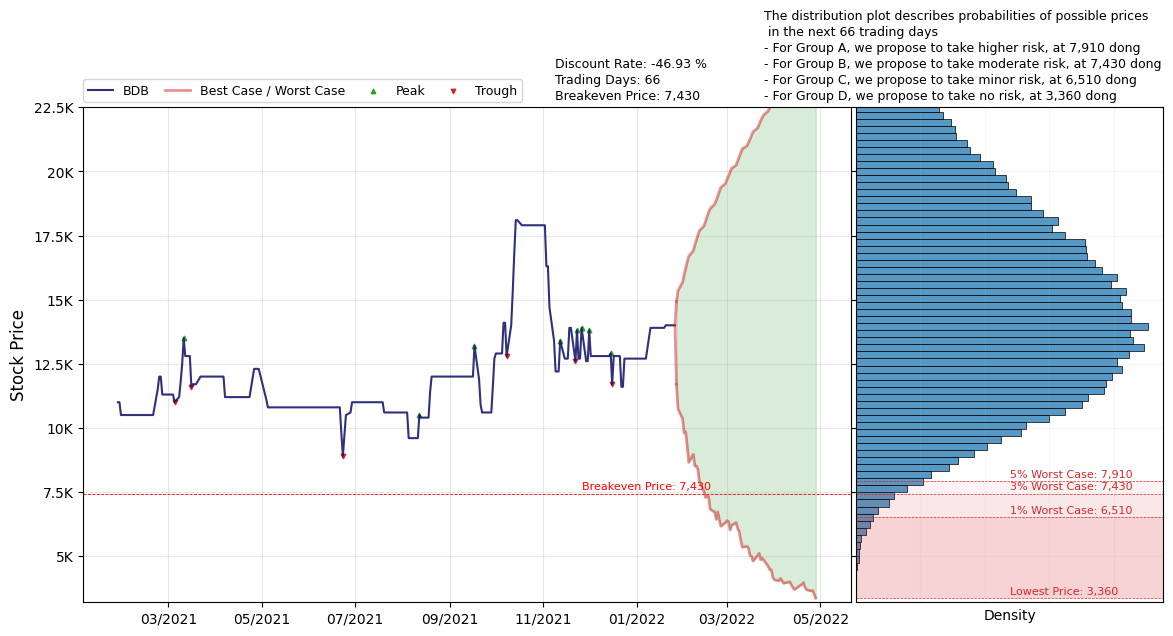 The distribution plot describes probabilities of possible prices
in the next 66 trading days
- For Group A, we propose to take higher risk, at 7,910 dong
- For Group B, we propose to take moderate risk, at 7,430 dong
- For Group C, we propose to take minor risk, at 6,510 dong
- For Group D, we propose to take no risk, at 3,360 dong
Discount Rate: -46.93 %
Trading Days: 66
Breakeven Price: 7,430
BDB
Best Case / Worst Case
Peak
Trough
Stock Price
22.5K
20K
17.5K
15K
12.5K
10K
7.5K
5K
Breakeven Price: 7,430
03/2021
05/2021
07/2021
09/2021
11/2021
01/2022
03/2022
05/2022
5% Worst Case: 7,910
3% Worst Case: 7,430
1% Worst Case: 6,510
Lowest Price: 3,360
Density